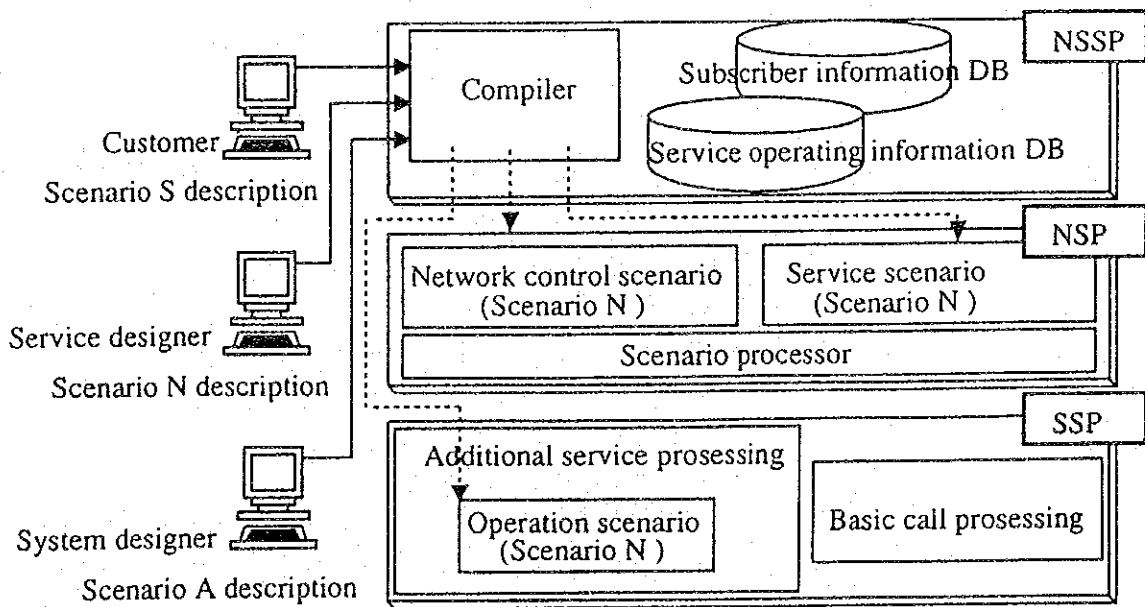 NSSP
Compiler
Subscriber information DB
Service operating information DB
Customer
Scenario S description
NSP
Network control scenario
(Scenario N )
Service scenario
(Scenario N )
Scenario processor
Service designer
Scenario N description
SSP
Additional service prosessing
Operation scenario
(Scenario N )
Basic call prosessing
System designer
Scenario A description